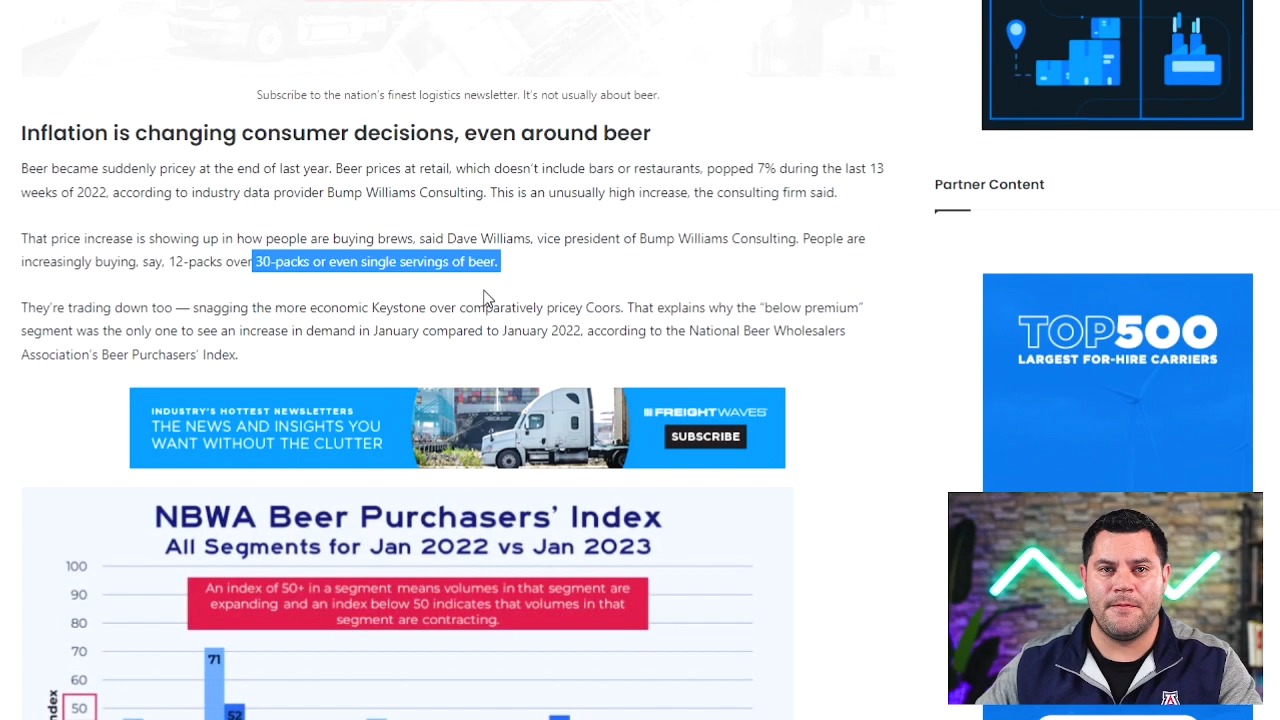 Subscribe to the nation's finest logistics newsletter. It's not usually about beer.
Inflation is changing consumer decisions, even around beer
Beer became suddenly pricey at the end of last year. Beer prices at retail, which doesn't include bars or restaurants, popped 7% during the last 13
weeks of 2022, according to industry data provider Bump Williams Consulting. This is an unusually high increase, the consulting firm said.
That price increase is showing up in how people are buying brews, said Dave Williams, vice president of Bump Williams Consulting. People are
increasingly buying, say, 12-packs over 30-packs or even single servings of beer.
They're trading down too — snagging the more economic Keystone over comparatively pricey Coors. That explains why the “below premium”
segment was the only one to see an increase in demand in January compared to January 2022, according to the National Beer Wholesalers
Association's Beer Purchasers' Index.
INDUSTRY'S HOTTEST NEWSLETTERS
THE NEWS AND INSIGHTS YOU
WANT WITHOUT THE CLUTTER
FREIGHTWAVES
SUBSCRIBE
NBWA Beer Purchasers' Index
All Segments for Jan 2022 vs Jan 2023
An index of 50+ in a segment means volumes in that segment are
expanding and an index below 50 indicates that volumes in that
segment are contracting.
100
90
80
70
60
50
71
52
Partner Content
TOP500
LARGEST FOR-HIRE CARRIERS
A